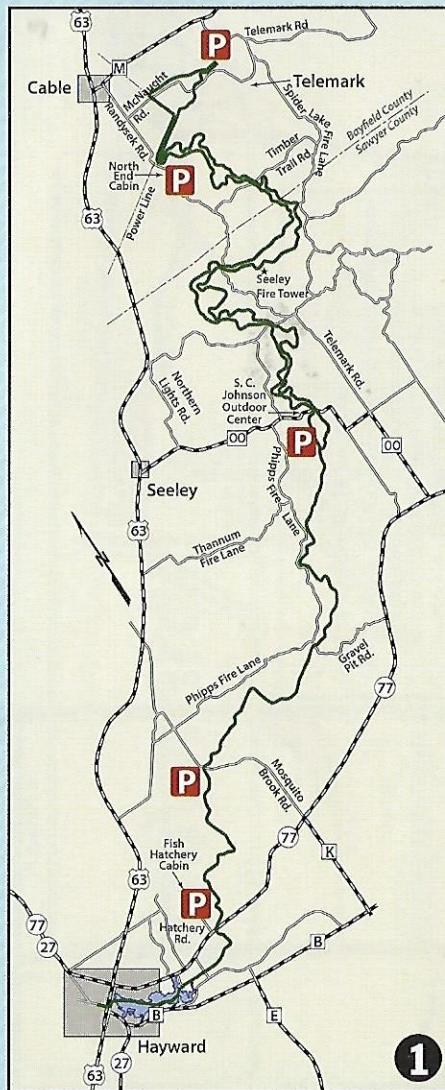 63
P
Telemark Rd
Cable
M
McNaught
Rd.
Telemark
Randysek Rd.
Spider Lake
Fire Lane
North
End
Cabin
P
Timber
Trail Rd
Bayfield County
Sawyer County
Power Line
63
Seeley
Fire Tower
Telemark Rd.
Northern
Lights Rd.
S. C.
Johnson
Outdoor
Center
OO
P
OO
Seeley
Phipps Fire
Lane
63
Thannum
Fire Lane
Gravel
Pit Rd.
Phipps Fire Lane
77
P
Mosquito
Brook Rd.
77
K
Fish
Hatchery
Cabin
63
P
77
27
Hatchery
Rd.
B
B
E
Hayward
63
27
1